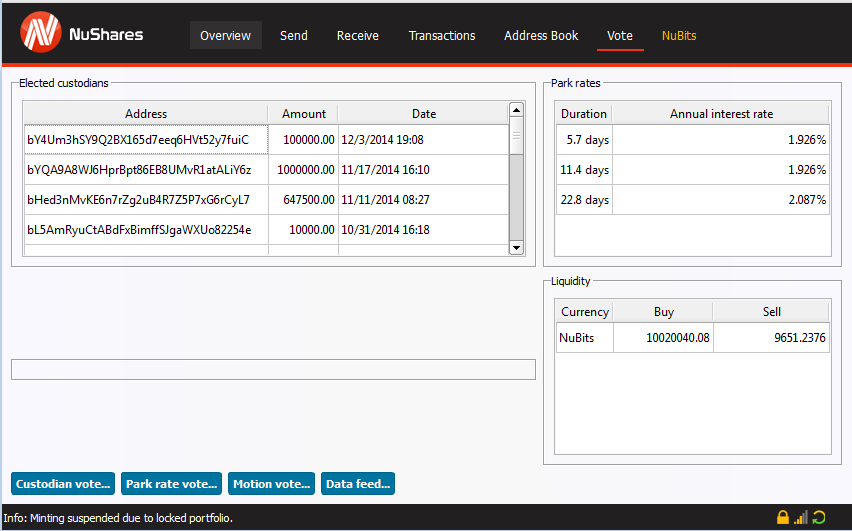 NuShares Overview Send Receive Transactions Address Book Vote NuBits
Elected custodians
Address Amount Date
bY4Um3hSY9Q2BX165d7eeq6HVt52y7fuiC 100000.00 12/3/2014 19:08
bYQA9A8WJ6HprBpt86EB8UMvR1atALiY6z 1000000.00 11/17/2014 16:10
bHed3nMvKE6n7rZg2uB4R7Z5P7xG6rCyL7 647500.00 11/11/2014 08:27
bL5AmRyuCtABdFxBimffSJgaWXUo82254e 10000.00 10/31/2014 16:18
Park rates
Duration Annual interest rate
5.7 days 1.926%
11.4 days 1.926%
22.8 days 2.087%
Liquidity
Currency Buy Sell
NuBits 10020040.08 9651.2376
Custodian vote... Park rate vote... Motion vote... Data feed...
Info: Minting suspended due to locked portfolio.